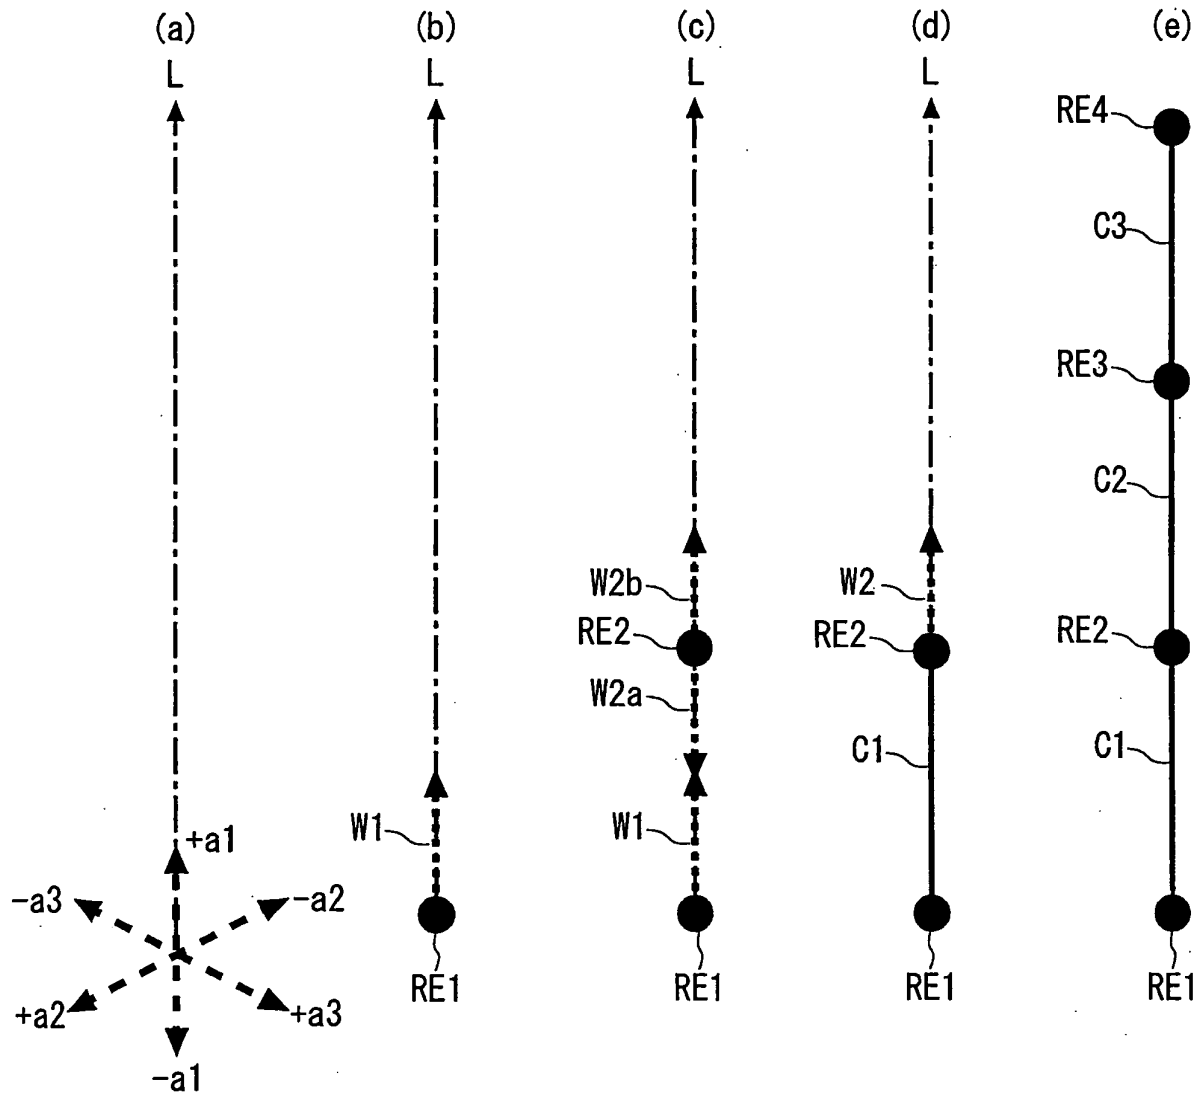 (a) (b) (c) (d) (e)
L L L L
RE4
C3
RE3
C2
W2b W2
RE2 RE2 RE2
W2a
C1 C1
+a1 W1 W1
-a3 -a2
+a2 +a3
RE1 RE1 RE1 RE1
-a1